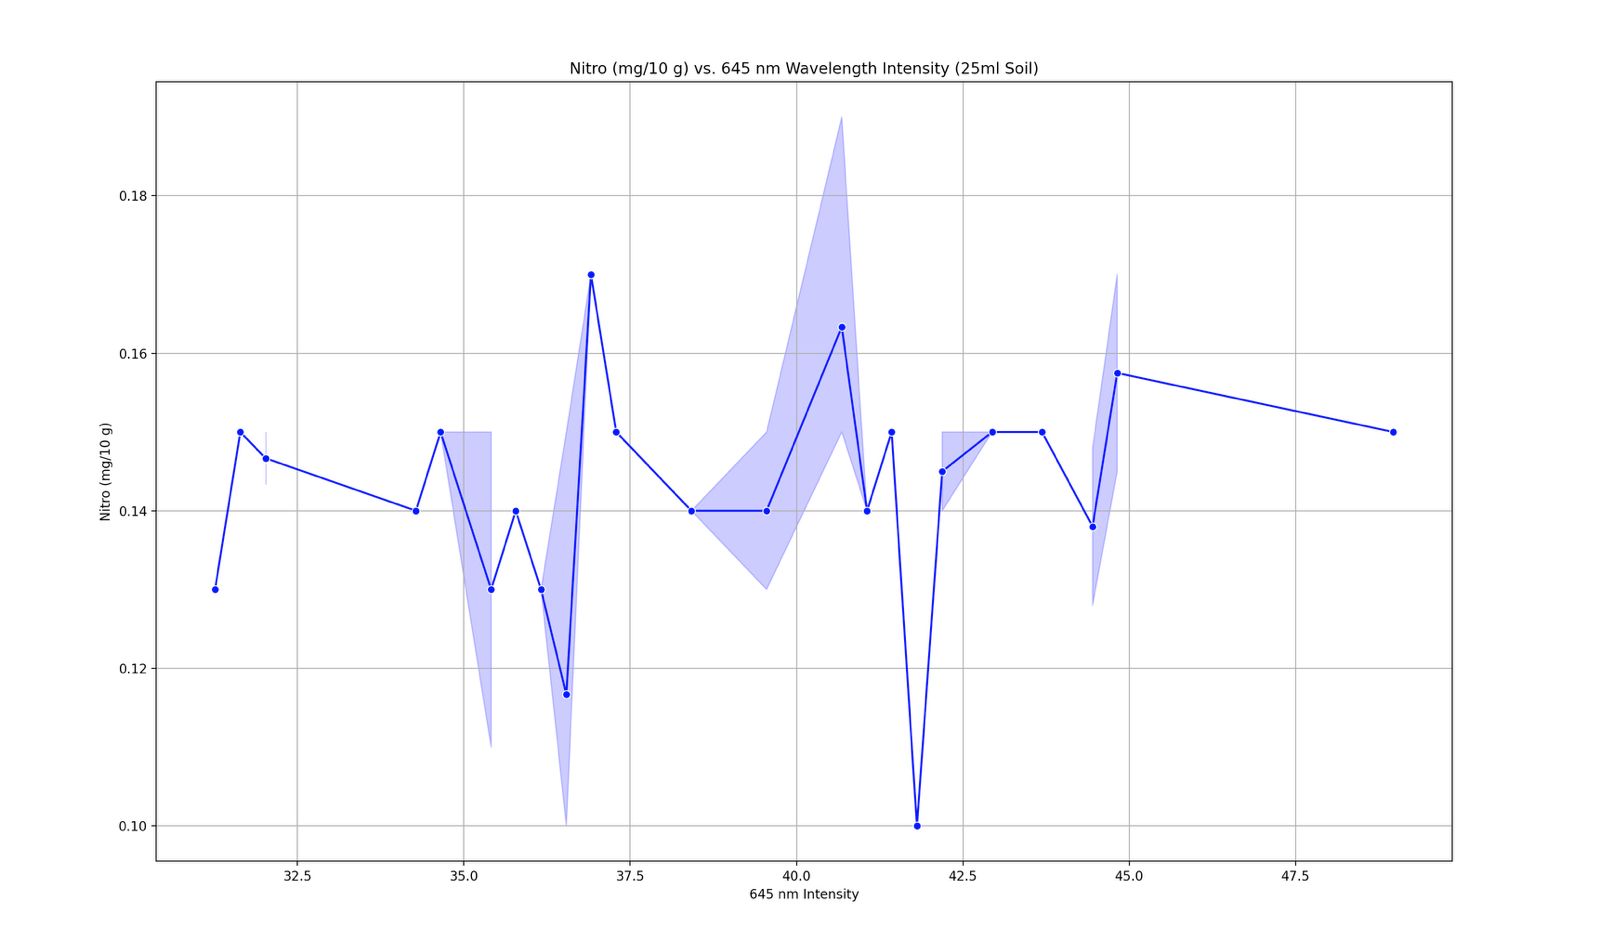 Nitro (mg/10 g) vs. 645 nm Wavelength Intensity (25ml Soil)
Nitro (mg/10 g)
0.18
0.16
0.14
0.12
0.10
32.5 35.0 37.5 40.0 42.5 45.0 47.5
645 nm Intensity